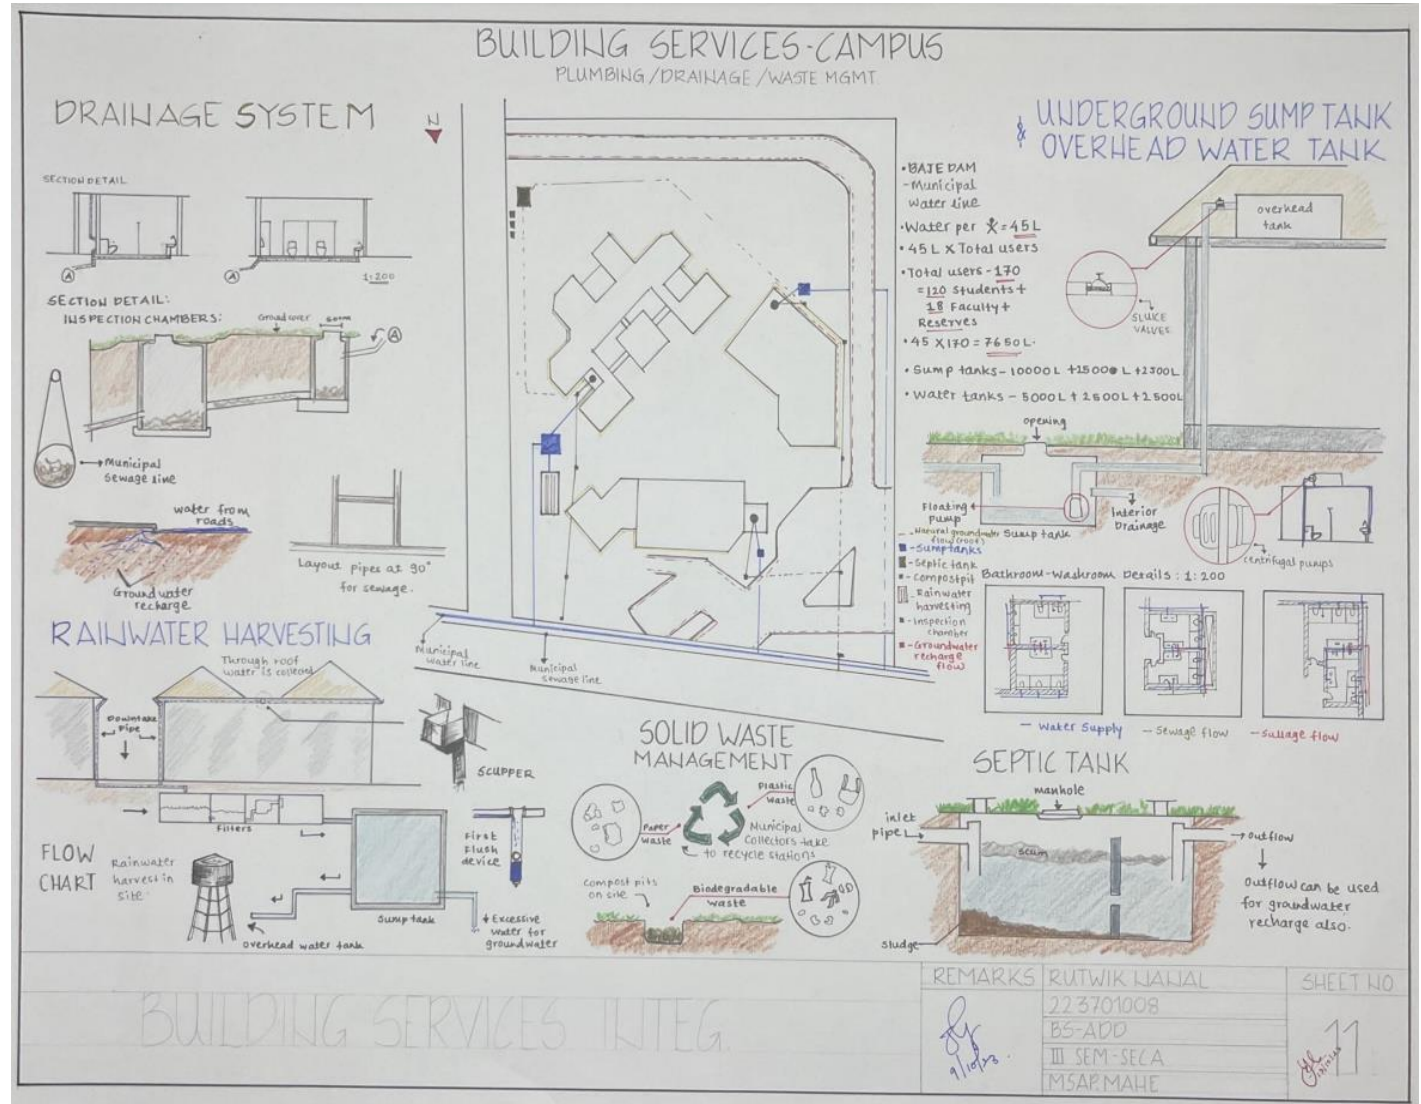 BUILDING SERVICES-CAMPUS
PLUMBING/DRAINAGE/WASTE MGMT.
DRAINAGE SYSTEM
N
SECTION DETAIL
A
A
1:200
SECTION DETAIL:
INSPECTION CHAMBERS:
Ground cover
A
Municipal
sewage line
water from
roads
Ground water
recharge
Layout pipes at 90°
for sewage.
Municipal
water line
Municipal
sewage line
UNDERGROUND SUMP TANK
& OVERHEAD WATER TANK
• BAJE DAM
- Municipal
Water line
• Water per = 45L
• 45 L X Total users
• Total users - 170
= 120 Students +
18 Faculty +
Reserves
• 45 X 170 = 7650 L.
• Sump tanks - 10000L + 2500 L + 2500L
• Water tanks - 5000L + 2500L + 2500L
overhead
tank
SLUICE
VALVES
opening
Floating
pump
Sump tank
Interior
Drainage
centrifugal pumps
Natural groundwater
flow (roof)
- Sumptanks
- Septic tank
- Compostpit
- Rainwater
harvesting
- Inspection
chamber
- Groundwater
recharge
flow
Bathroom-Washroom Details: 1:200
- Water Supply
- Sewage flow
- Sullage flow
RAINWATER HARVESTING
Through roof
water is collected
Downtake
Pipe
SCUPPER
Filters
FLOW
CHART
Rainwater
harvest in
site.
Sump tank
Overhead water tank
First
Flush
device
Excessive
water for
groundwater
SOLID WASTE
MANAGEMENT
Paper
waste
Plastic
waste
Municipal
Collectors take
to recycle stations
Compost pits
on site
Biodegradable
waste
SEPTIC TANK
manhole
inlet
pipe
scum
sludge
Outflow
Outflow can be used
for groundwater
recharge also.
BUILDING SERVICES INTEG.
REMARKS
9/10/23.
RUTWIK NANAL
223701008
BS-ADD
III SEM-SECA
MSAP, MAHE
SHEET NO
11